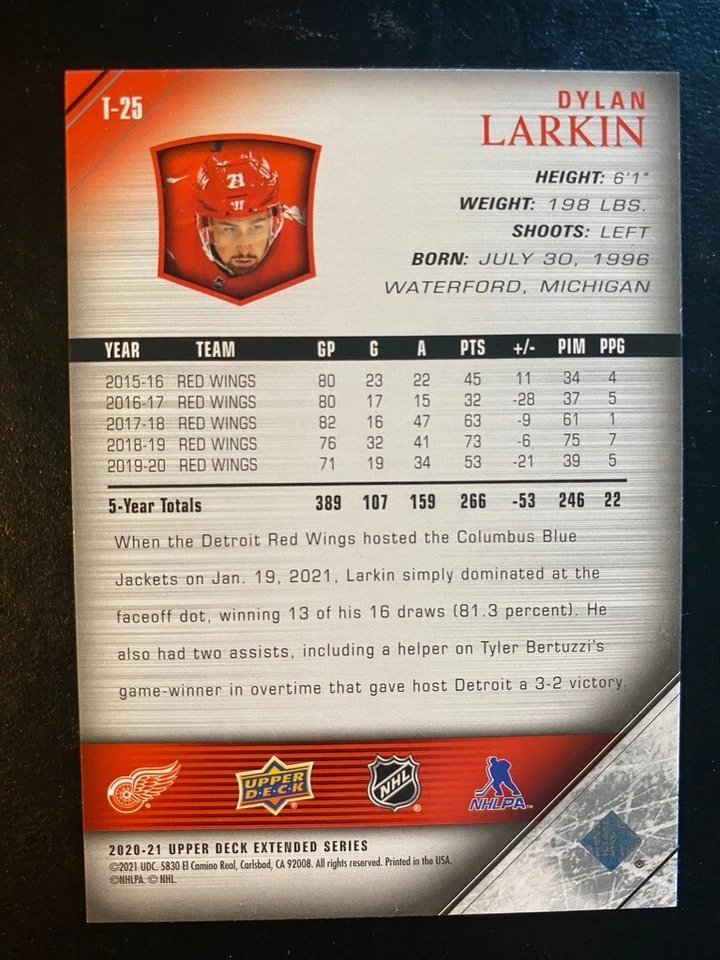 T-25
DYLAN
LARKIN
71
HEIGHT: 6'1"
WEIGHT: 198 LBS.
SHOOTS: LEFT
BORN: JULY 30, 1996
WATERFORD, MICHIGAN
YEAR TEAM GP G A PTS +/- PIM PPG
2015-16 RED WINGS 80 23 22 45 11 34 4
2016-17 RED WINGS 80 17 15 32 -28 37 5
2017-18 RED WINGS 82 16 47 63 -9 61 1
2018-19 RED WINGS 76 32 41 73 -6 75 7
2019-20 RED WINGS 71 19 34 53 -21 39 5
5-Year Totals 389 107 159 266 -53 246 22
When the Detroit Red Wings hosted the Columbus Blue
Jackets on Jan. 19, 2021, Larkin simply dominated at the
faceoff dot, winning 13 of his 16 draws (81.3 percent). He
also had two assists, including a helper on Tyler Bertuzzi's
game-winner in overtime that gave host Detroit a 3-2 victory.
UPPER
D·E·C·K
NHL
NHLPA
2020-21 UPPER DECK EXTENDED SERIES
©2021 UDC. 5830 El Camino Real, Carlsbad, CA 92008. All rights reserved. Printed in the USA.
©NHLPA. © NHL.